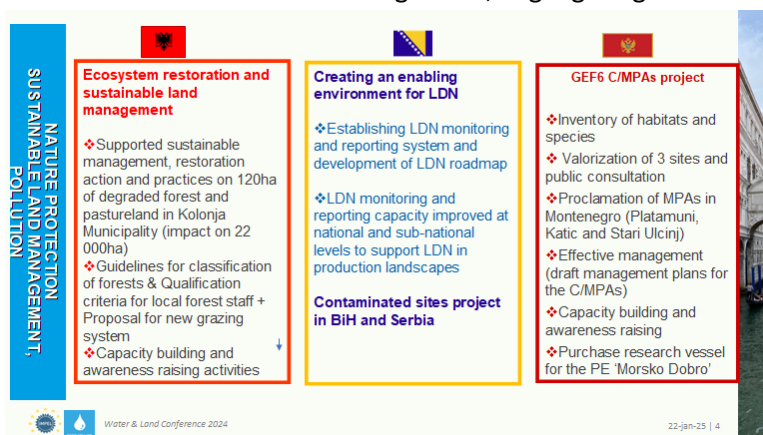 NATURE PROTECTION
SUSTAINABLE LAND MANAGEMENT,
POLLUTION
Ecosystem restoration and
sustainable land
management
❖Supported sustainable
management, restoration
action and practices on 120ha
of degraded forest and
pastureland in Kolonja
Municipality (impact on 22
000ha)
❖Guidelines for classification
of forests & Qualification
criteria for local forest staff +
Proposal for new grazing
system
❖Capacity building and
awareness raising activities
Creating an enabling
environment for LDN
❖Establishing LDN monitoring
and reporting system and
development of LDN roadmap
❖LDN monitoring and
reporting capacity improved at
national and sub-national
levels to support LDN in
production landscapes
Contaminated sites project
in BiH and Serbia
GEF6 C/MPAs project
❖Inventory of habitats and
species
❖ Valorization of 3 sites and
public consultation
❖Proclamation of MPAs in
Montenegro (Platamuni,
Katic and Stari Ulcinj)
❖Effective management
(draft management plans for
the C/MPAs)
❖Capacity building and
awareness raising
❖Purchase research vessel
for the PE ‘Morsko Dobro’
IMPEL
Water & Land Conference 2024
22-jan-25 | 4